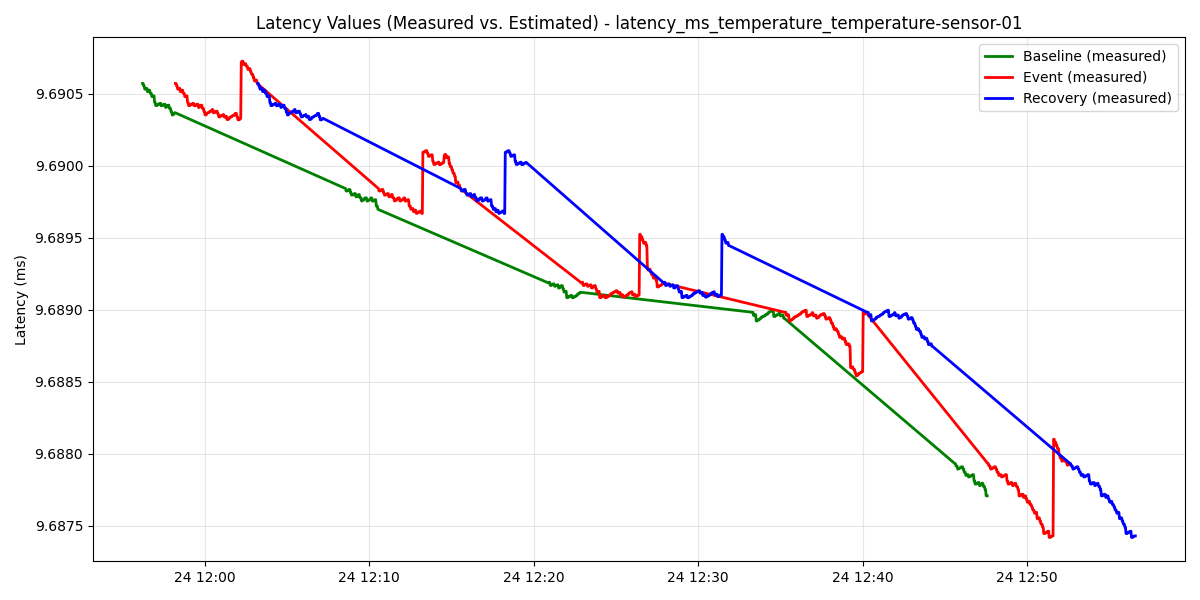 Latency Values (Measured vs. Estimated) - latency_ms_temperature_temperature-sensor-01
Baseline (measured)
Event (measured)
Recovery (measured)
Latency (ms)
9.6905
9.6900
9.6895
9.6890
9.6885
9.6880
9.6875
24 12:00
24 12:10
24 12:20
24 12:30
24 12:40
24 12:50